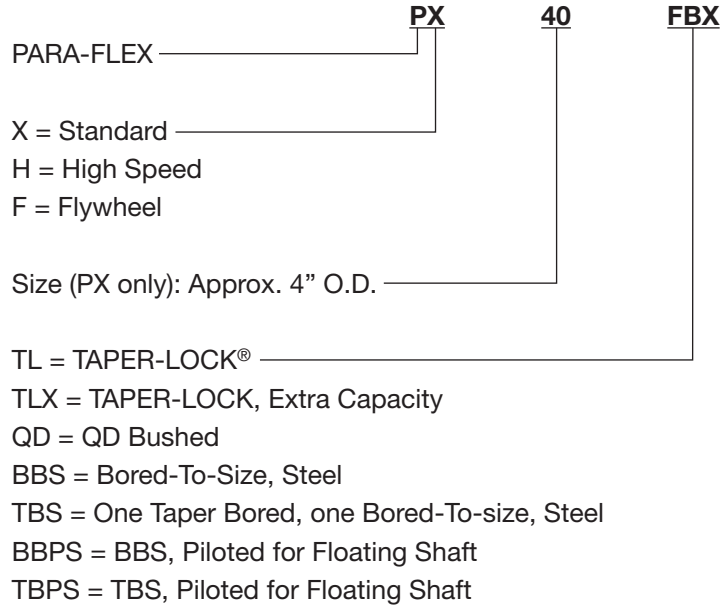 PX 40 FBX
PARA-FLEX
X = Standard
H = High Speed
F = Flywheel
Size (PX only): Approx. 4” O.D.
TL = TAPER-LOCK®
TLX = TAPER-LOCK, Extra Capacity
QD = QD Bushed
BBS = Bored-To-Size, Steel
TBS = One Taper Bored, one Bored-To-size, Steel
BBPS = BBS, Piloted for Floating Shaft
TBPS = TBS, Piloted for Floating Shaft